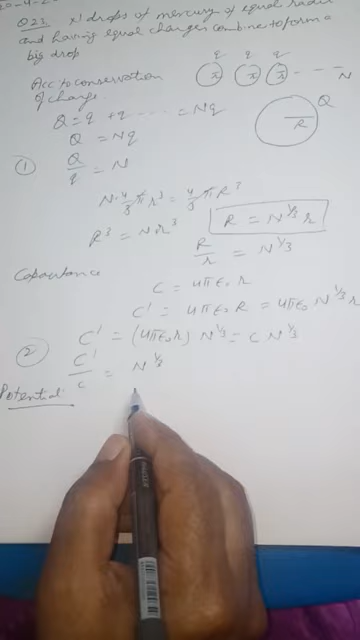 Q23. 'N' drops of mercury of equal radii
and having equal charges combine to form a
big drop
Acc to conservation
of charge.
q q q
r r r --- N
Q = q + q ---- = Nq
Q = Nq
Q
R
① Q/q = N
N. 4/3 π r³ = 4/3 π R³
R³ = N r³
R = N^1/3 r
R/r = N^1/3
Capacitance
C = 4πε₀ r
C' = 4πε₀ R = 4πε₀ N^1/3 r
C' = (4πε₀ r) N^1/3 = C N^1/3
② C'/C = N^1/3
Potential